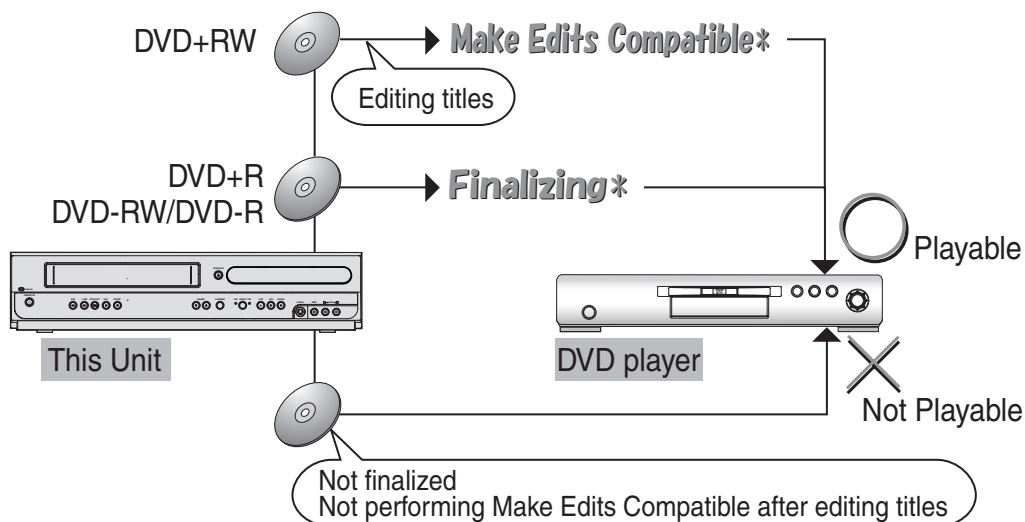 DVD+RW
Make Edits Compatible*
Editing titles
DVD+R
DVD-RW/DVD-R
Finalizing*
Playable
This Unit
DVD player
Not Playable
Not finalized
Not performing Make Edits Compatible after editing titles